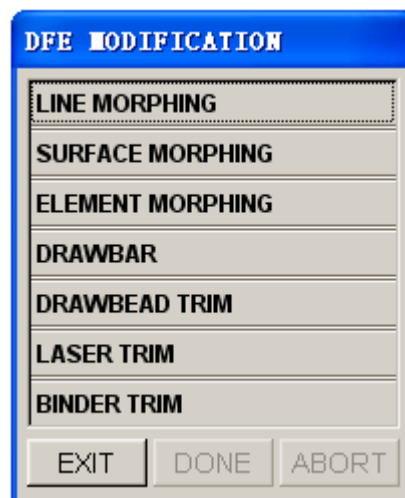 DFE MODIFICATION
LINE MORPHING
SURFACE MORPHING
ELEMENT MORPHING
DRAWBAR
DRAWBEAD TRIM
LASER TRIM
BINDER TRIM
EXIT DONE ABORT